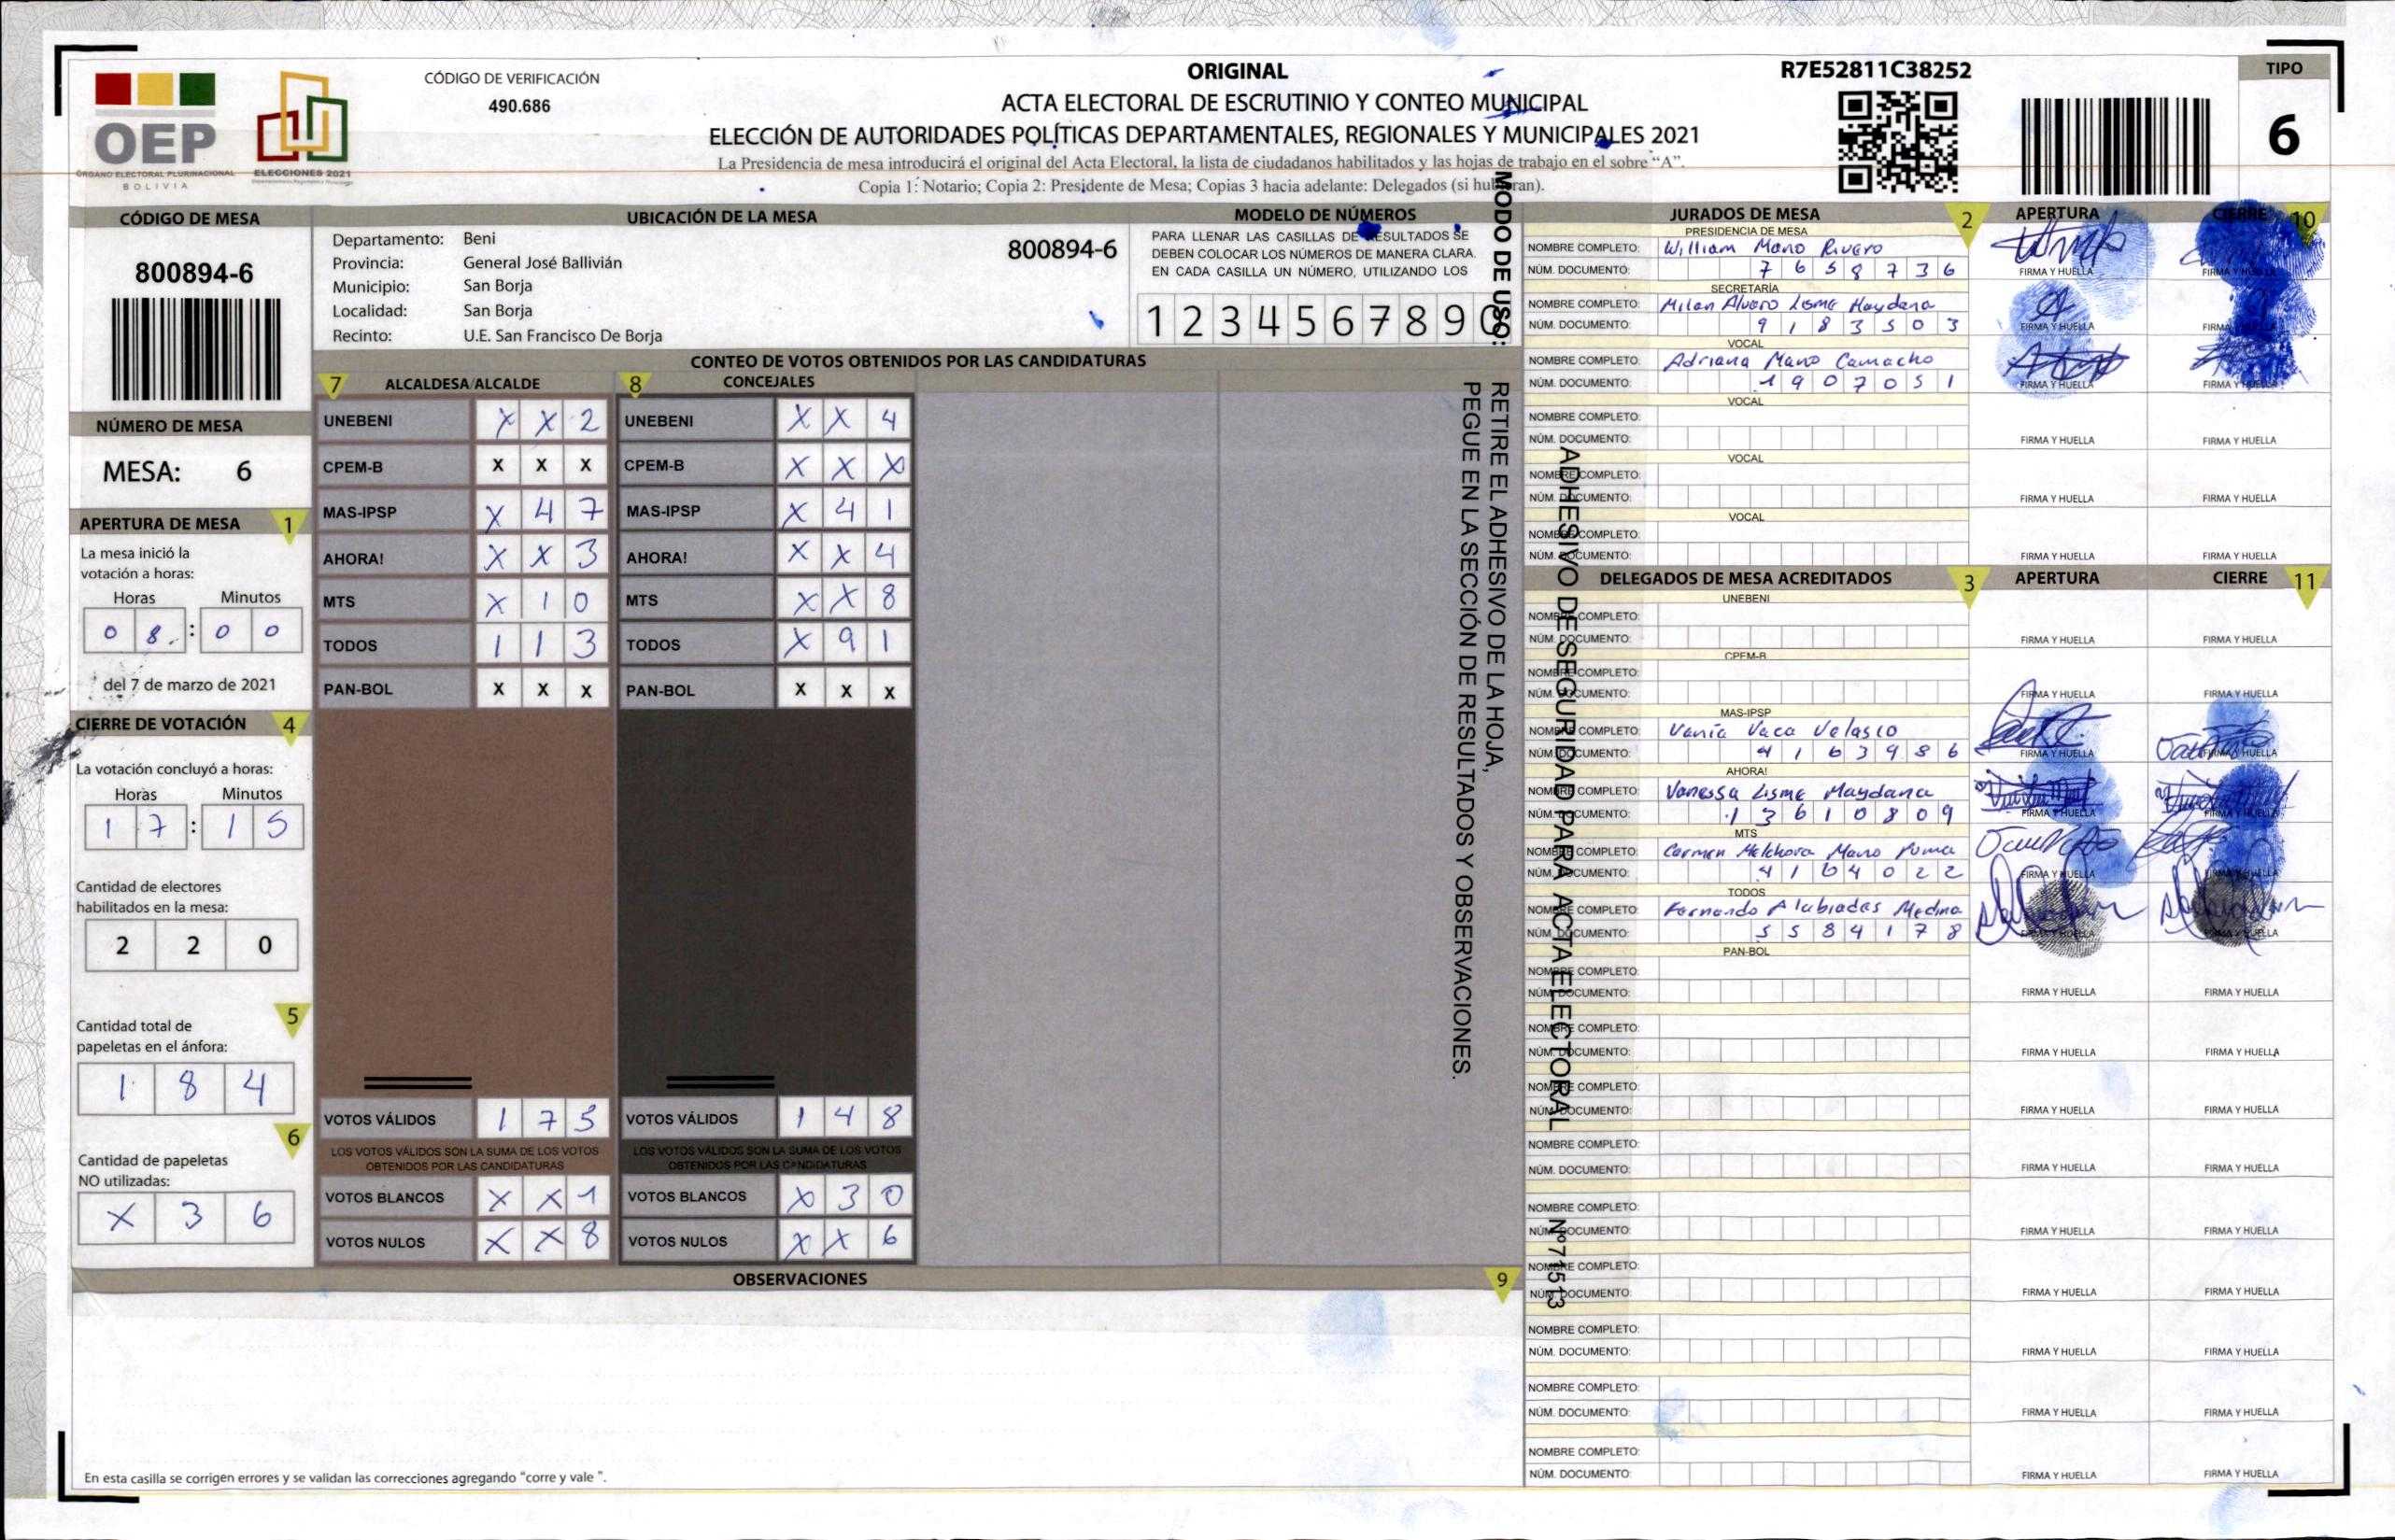 OEP
ÓRGANO ELECTORAL PLURINACIONAL
BOLIVIA
ELECCIONES 2021
CÓDIGO DE VERIFICACIÓN
490.686
ORIGINAL
ACTA ELECTORAL DE ESCRUTINIO Y CONTEO MUNICIPAL
ELECCIÓN DE AUTORIDADES POLÍTICAS DEPARTAMENTALES, REGIONALES Y MUNICIPALES 2021
La Presidencia de mesa introducirá el original del Acta Electoral, la lista de ciudadanos habilitados y las hojas de trabajo en el sobre “A”.
Copia 1: Notario; Copia 2: Presidente de Mesa; Copias 3 hacia adelante: Delegados (si hubieran).
R7E52811C38252
TIPO
6
CÓDIGO DE MESA
800894-6
NÚMERO DE MESA
MESA: 6
APERTURA DE MESA 1
La mesa inició la
votación a horas:
Horas Minutos
0 8 : 0 0
del 7 de marzo de 2021
CIERRE DE VOTACIÓN 4
La votación concluyó a horas:
Horas Minutos
1 7 : 1 5
Cantidad de electores
habilitados en la mesa:
2 2 0
5
Cantidad total de
papeletas en el ánfora:
1 8 4
6
Cantidad de papeletas
NO utilizadas:
X 3 6
UBICACIÓN DE LA MESA
Departamento: Beni
800894-6
Provincia: General José Ballivián
Municipio: San Borja
Localidad: San Borja
Recinto: U.E. San Francisco De Borja
MODELO DE NÚMEROS
PARA LLENAR LAS CASILLAS DE RESULTADOS SE
DEBEN COLOCAR LOS NÚMEROS DE MANERA CLARA.
EN CADA CASILLA UN NÚMERO, UTILIZANDO LOS
1 2 3 4 5 6 7 8 9 0
CONTEO DE VOTOS OBTENIDOS POR LAS CANDIDATURAS
7 ALCALDESA/ALCALDE
UNEBENI X X 2
CPEM-B X X X
MAS-IPSP X 4 7
AHORA! X X 3
MTS X 1 0
TODOS 1 1 3
PAN-BOL X X X
VOTOS VÁLIDOS 1 7 5
LOS VOTOS VÁLIDOS SON LA SUMA DE LOS VOTOS
OBTENIDOS POR LAS CANDIDATURAS
VOTOS BLANCOS X X 1
VOTOS NULOS X X 8
8 CONCEJALES
UNEBENI X X 4
CPEM-B X X X
MAS-IPSP X 4 1
AHORA! X X 4
MTS X X 8
TODOS X 9 1
PAN-BOL X X X
VOTOS VÁLIDOS 1 4 8
LOS VOTOS VÁLIDOS SON LA SUMA DE LOS VOTOS
OBTENIDOS POR LAS CANDIDATURAS
VOTOS BLANCOS X 3 0
VOTOS NULOS X X 6
MODO DE USO:
RETIRE EL ADHESIVO DE LA HOJA,
PEGUE EN LA SECCIÓN DE RESULTADOS Y OBSERVACIONES.
ADHESIVO DE SEGURIDAD PARA ACTA ELECTORAL
Nº71513
OBSERVACIONES 9
En esta casilla se corrigen errores y se validan las correcciones agregando “corre y vale ”.
JURADOS DE MESA 2 APERTURA CIERRE 10
PRESIDENCIA DE MESA
NOMBRE COMPLETO: William Mano Rivero
NÚM. DOCUMENTO: 7 6 5 8 7 3 6 FIRMA Y HUELLA FIRMA Y HUELLA
SECRETARÍA
NOMBRE COMPLETO: Milan Alvaro Lisme Maydana
NÚM. DOCUMENTO: 9 1 8 3 5 0 3 FIRMA Y HUELLA FIRMA
VOCAL
NOMBRE COMPLETO: Adriana Mano Camacho
NÚM. DOCUMENTO: 1 9 0 7 0 5 1 FIRMA Y HUELLA FIRMA Y HUELLA
VOCAL
NOMBRE COMPLETO:
NÚM. DOCUMENTO: FIRMA Y HUELLA FIRMA Y HUELLA
VOCAL
NOMBRE COMPLETO:
NÚM. DOCUMENTO: FIRMA Y HUELLA FIRMA Y HUELLA
VOCAL
NOMBRE COMPLETO:
NÚM. DOCUMENTO: FIRMA Y HUELLA FIRMA Y HUELLA
DELEGADOS DE MESA ACREDITADOS 3 APERTURA CIERRE 11
UNEBENI
NOMBRE COMPLETO:
NÚM. DOCUMENTO: FIRMA Y HUELLA FIRMA Y HUELLA
CPEM-B
NOMBRE COMPLETO:
NÚM. DOCUMENTO: FIRMA Y HUELLA FIRMA Y HUELLA
MAS-IPSP
NOMBRE COMPLETO: Vania Vaca Velasco
NÚM. DOCUMENTO: 4 1 6 3 9 8 6 FIRMA Y HUELLA FIRMA Y HUELLA
AHORA!
NOMBRE COMPLETO: Vanessa Lisme Maydana
NÚM. DOCUMENTO: 1 3 6 1 0 8 0 9 FIRMA Y HUELLA FIRMA Y HUELLA
MTS
NOMBRE COMPLETO: Carmen Melchora Mano Puma
NÚM. DOCUMENTO: 4 1 6 4 0 2 2 FIRMA Y HUELLA FIRMA Y HUELLA
TODOS
NOMBRE COMPLETO: Fernando Alabiades Medina
NÚM. DOCUMENTO: 5 5 8 4 1 7 8 FIRMA Y HUELLA FIRMA Y HUELLA
PAN-BOL
NOMBRE COMPLETO:
NÚM. DOCUMENTO: FIRMA Y HUELLA FIRMA Y HUELLA
NOMBRE COMPLETO:
NÚM. DOCUMENTO: FIRMA Y HUELLA FIRMA Y HUELLA
NOMBRE COMPLETO:
NÚM. DOCUMENTO: FIRMA Y HUELLA FIRMA Y HUELLA
NOMBRE COMPLETO:
NÚM. DOCUMENTO: FIRMA Y HUELLA FIRMA Y HUELLA
NOMBRE COMPLETO:
NÚM. DOCUMENTO: FIRMA Y HUELLA FIRMA Y HUELLA
NOMBRE COMPLETO:
NÚM. DOCUMENTO: FIRMA Y HUELLA FIRMA Y HUELLA
NOMBRE COMPLETO:
NÚM. DOCUMENTO: FIRMA Y HUELLA FIRMA Y HUELLA
NOMBRE COMPLETO:
NÚM. DOCUMENTO: FIRMA Y HUELLA FIRMA Y HUELLA
NOMBRE COMPLETO:
NÚM. DOCUMENTO: FIRMA Y HUELLA FIRMA Y HUELLA